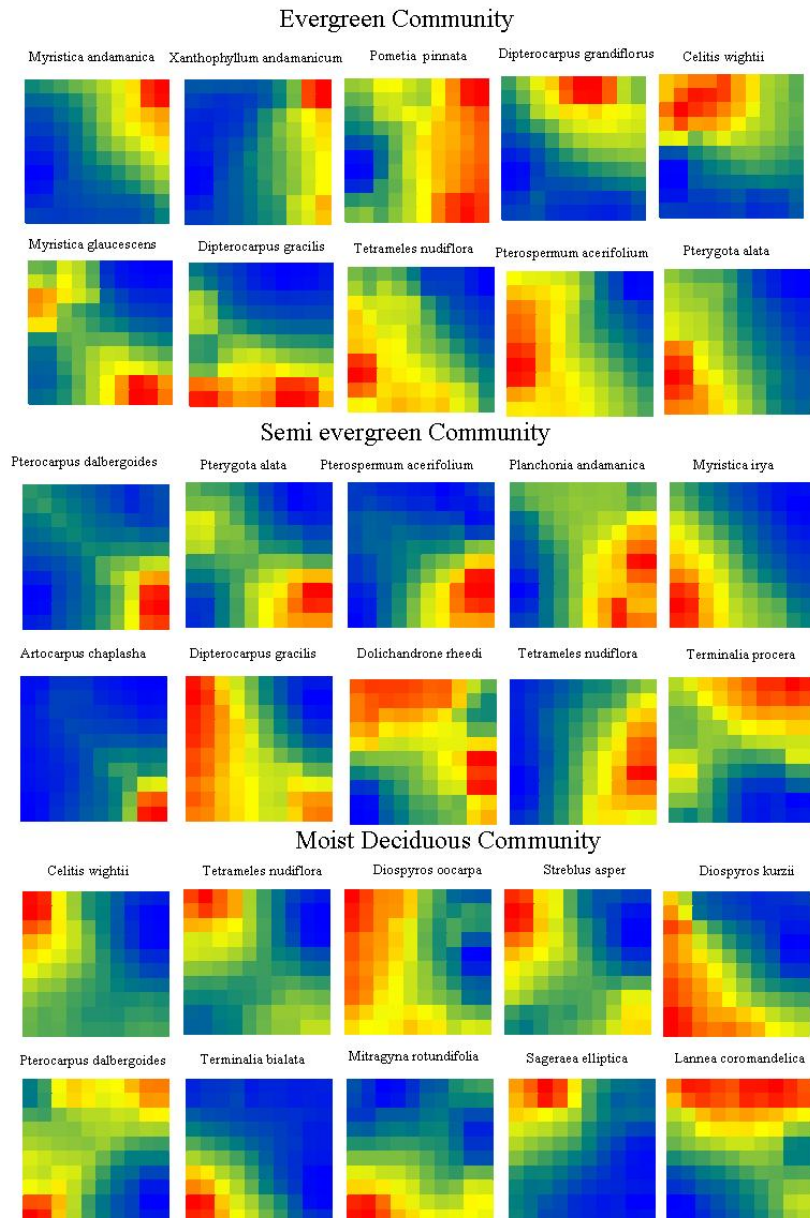 Evergreen Community
Myristica andamanica Xanthophyllum andamanicum Pometia pinnata Dipterocarpus grandiflorus Celitis wightii
Myristica glaucescens Dipterocarpus gracilis Tetrameles nudiflora Pterospermum acerifolium Pterygota alata
Semi evergreen Community
Pterocarpus dalbergoides Pterygota alata Pterospermum acerifolium Planchonia andamanica Myristica irya
Artocarpus chaplasha Dipterocarpus gracilis Dolichandrone rheedi Tetrameles nudiflora Terminalia procera
Moist Deciduous Community
Celitis wightii Tetrameles nudiflora Diospyros oocarpa Streblus asper Diospyros kurzii
Pterocarpus dalbergoides Terminalia bialata Mitragyna rotundifolia Sageraea elliptica Lannea coromandelica